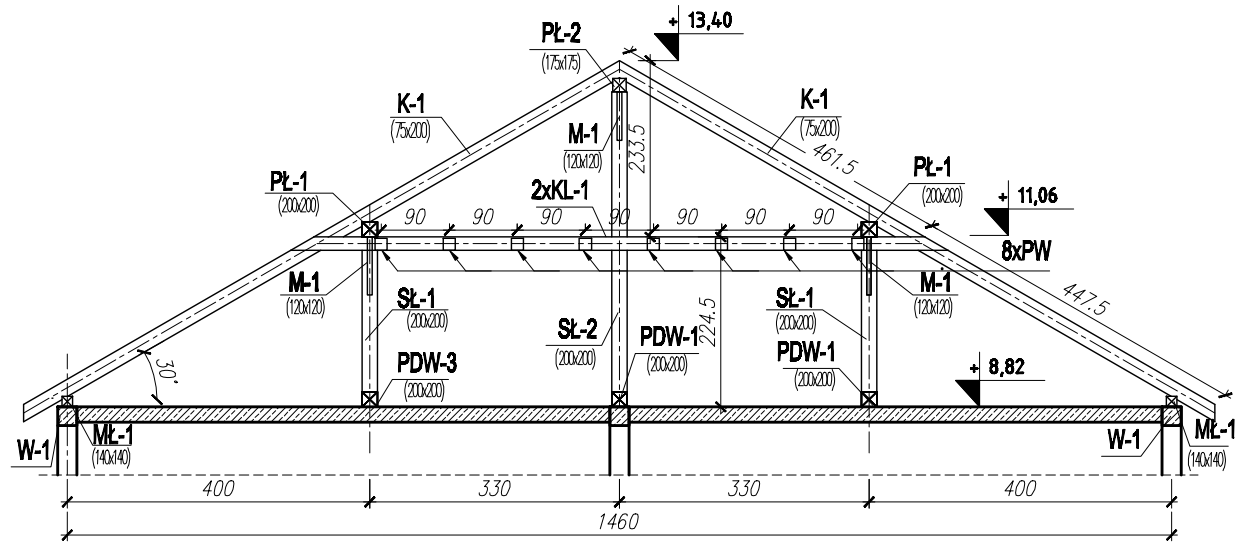 + 13,40
PŁ-2
(175x175)
K-1
(75x200)
M-1
(120x120)
233.5
K-1
(75x200)
461.5
PŁ-1
(200x200)
2xKL-1
PŁ-1
(200x200)
+ 11,06
90 90 90 90 90 90 90
8xPW
M-1
(120x120)
SŁ-1
(200x200)
SŁ-2
(200x200)
224.5
SŁ-1
(200x200)
M-1
(120x120)
447.5
30°
PDW-3
(200x200)
PDW-1
(200x200)
PDW-1
(200x200)
+ 8,82
W-1
MŁ-1
(140x140)
W-1
MŁ-1
(140x140)
400 330 330 400
1460